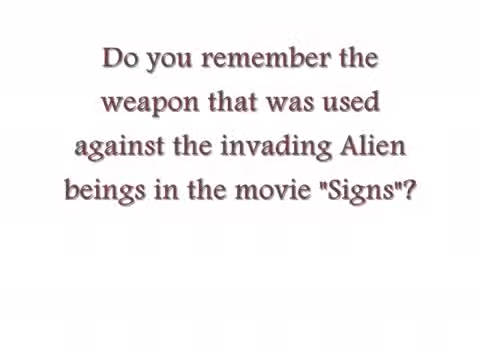 Do you remember the
weapon that was used
against the invading Alien
beings in the movie "Signs"?